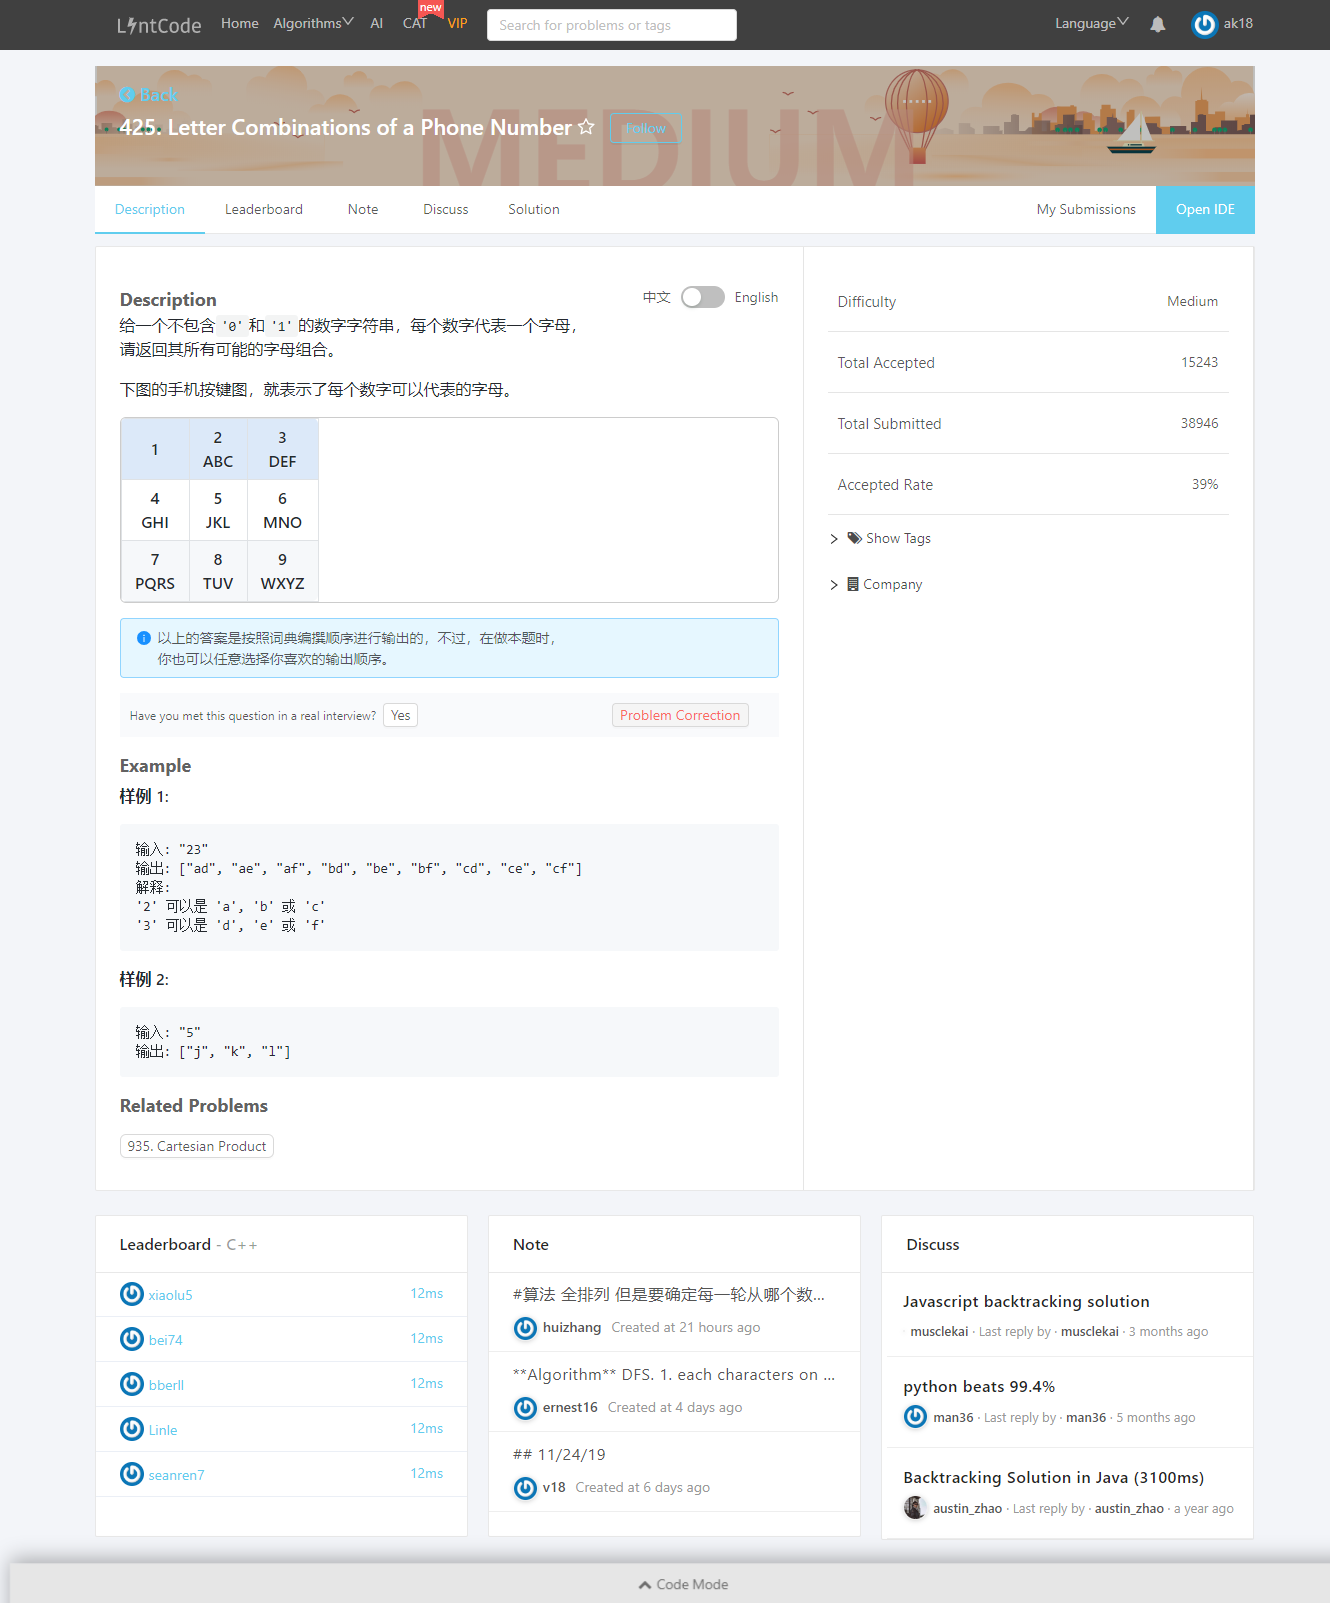 LintCode Home Algorithms AI CAT new VIP Search for problems or tags Language ak18
Back
MEDIUM
425. Letter Combinations of a Phone Number Follow
Description Leaderboard Note Discuss Solution My Submissions Open IDE
Description 中文 English
给一个不包含 '0' 和 '1' 的数字字符串，每个数字代表一个字母，
请返回其所有可能的字母组合。
下图的手机按键图，就表示了每个数字可以代表的字母。
1 2 3
ABC DEF
4 5 6
GHI JKL MNO
7 8 9
PQRS TUV WXYZ
以上的答案是按照词典编撰顺序进行输出的，不过，在做本题时，
你也可以任意选择你喜欢的输出顺序。
Have you met this question in a real interview? Yes Problem Correction
Example
样例 1:
输入: "23"
输出: ["ad", "ae", "af", "bd", "be", "bf", "cd", "ce", "cf"]
解释:
'2' 可以是 'a', 'b' 或 'c'
'3' 可以是 'd', 'e' 或 'f'
样例 2:
输入: "5"
输出: ["j", "k", "l"]
Related Problems
935. Cartesian Product
Difficulty Medium
Total Accepted 15243
Total Submitted 38946
Accepted Rate 39%
Show Tags
Company
Leaderboard - C++
xiaolu5 12ms
bei74 12ms
bberll 12ms
Linle 12ms
seanren7 12ms
Note
#算法 全排列 但是要确定每一轮从哪个数...
huizhang Created at 21 hours ago
**Algorithm** DFS. 1. each characters on ...
ernest16 Created at 4 days ago
## 11/24/19
v18 Created at 6 days ago
Discuss
Javascript backtracking solution
musclekai · Last reply by · musclekai · 3 months ago
python beats 99.4%
man36 · Last reply by · man36 · 5 months ago
Backtracking Solution in Java (3100ms)
austin_zhao · Last reply by · austin_zhao · a year ago
Code Mode